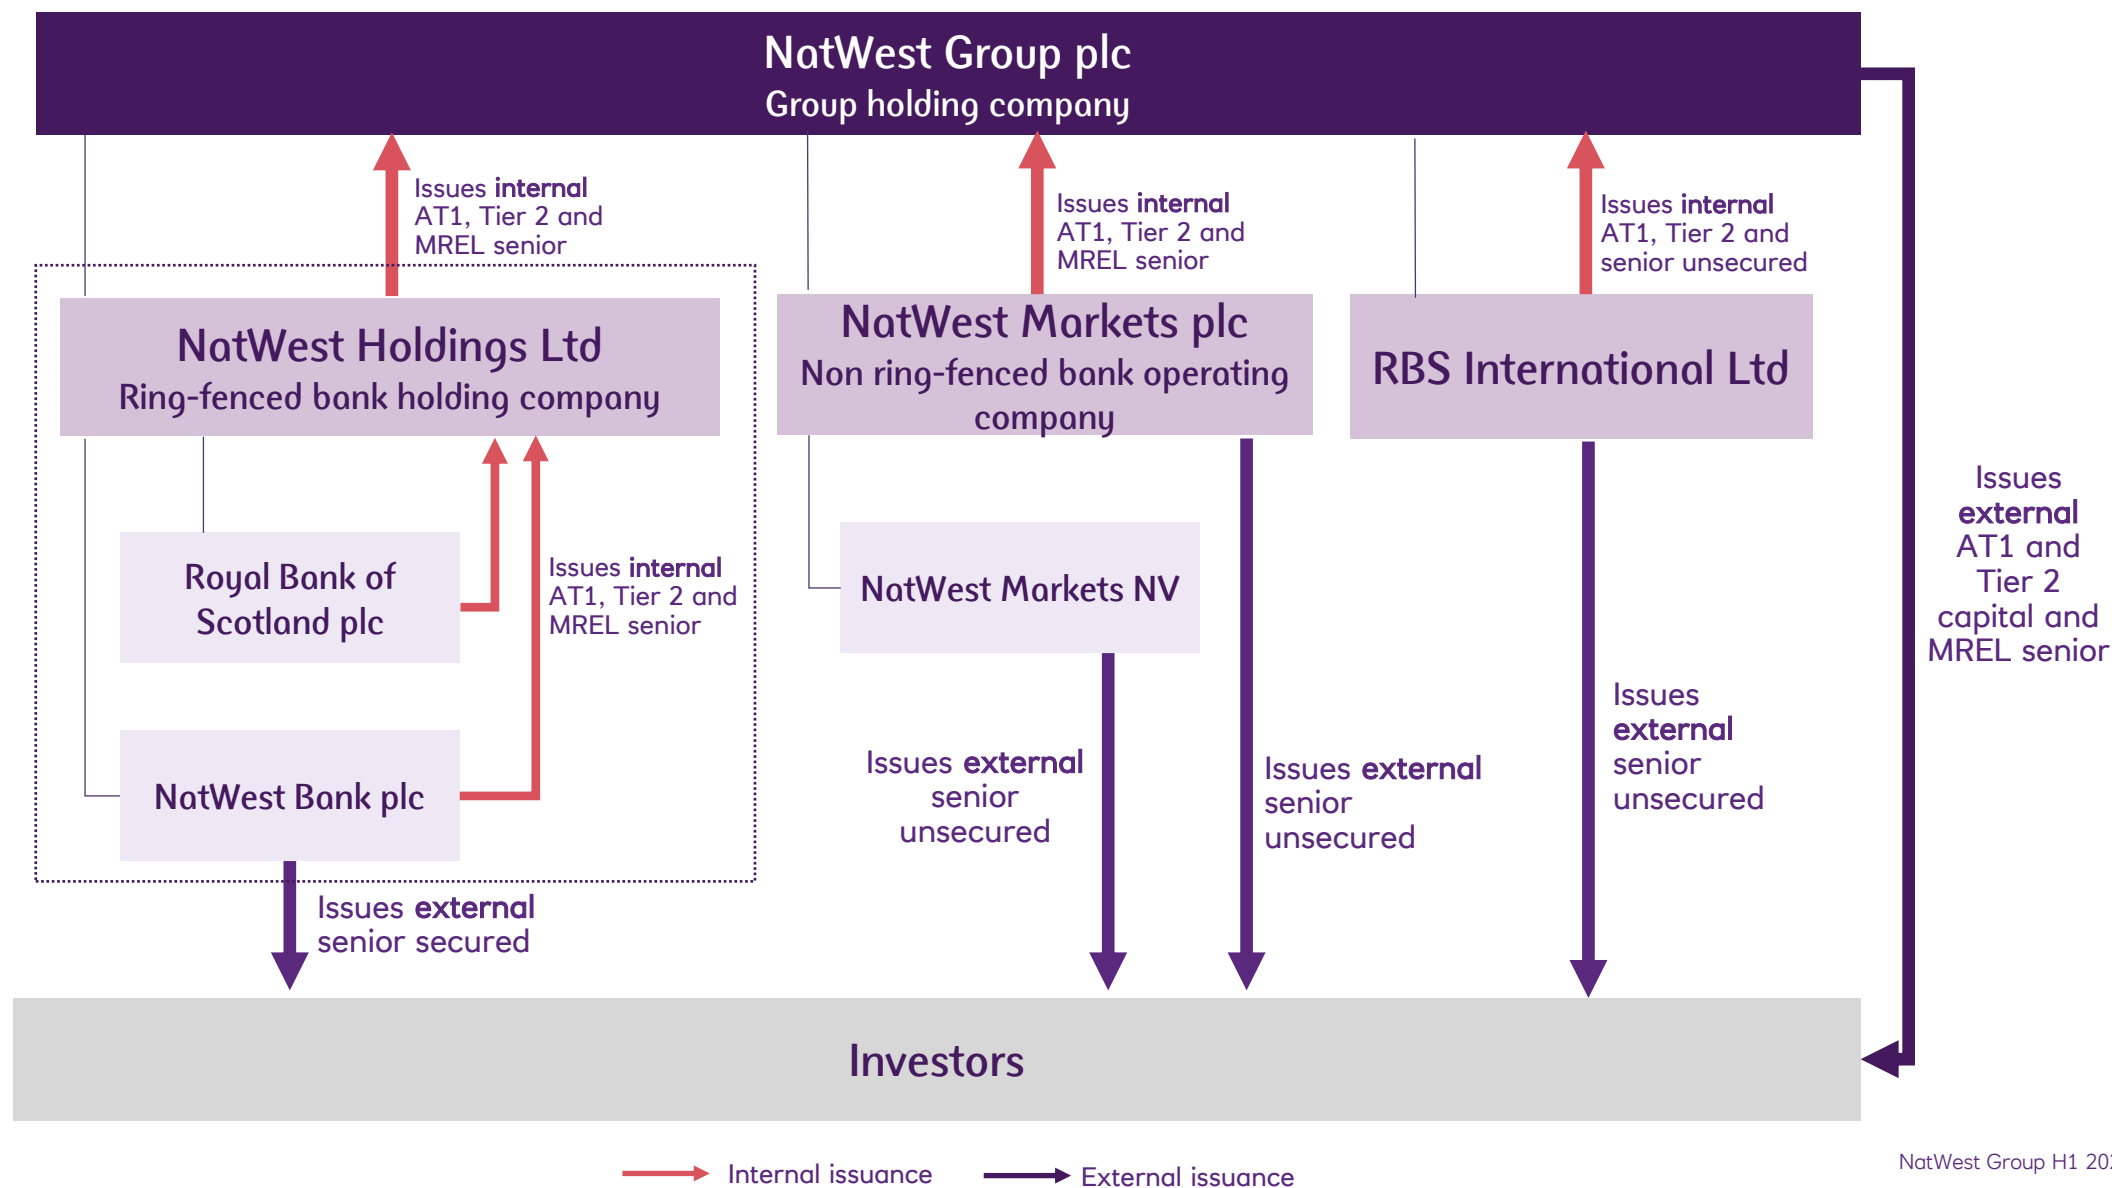 NatWest Group plc
Group holding company
Issues internal
AT1, Tier 2 and
MREL senior
Issues internal
AT1, Tier 2 and
MREL senior
Issues internal
AT1, Tier 2 and
senior unsecured
NatWest Holdings Ltd
Ring-fenced bank holding company
NatWest Markets plc
Non ring-fenced bank operating
company
RBS International Ltd
Issues
external
AT1 and
Tier 2
capital and
MREL senior
Royal Bank of
Scotland plc
Issues internal
AT1, Tier 2 and
MREL senior
NatWest Markets NV
NatWest Bank plc
Issues external
senior
unsecured
Issues external
senior
unsecured
Issues
external
senior
unsecured
Issues external
senior secured
Investors
Internal issuance
External issuance
NatWest Group H1